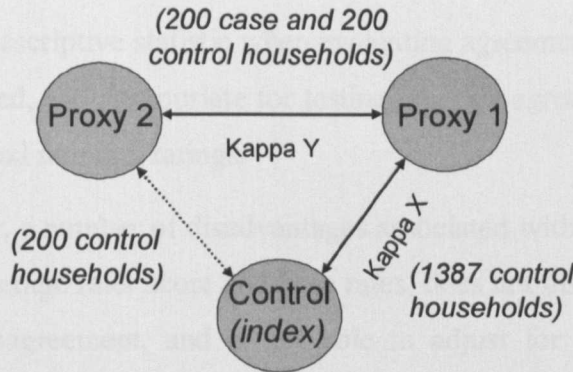 (200 case and 200
control households)
Proxy 2
Proxy 1
Kappa Y
Kappa X
(200 control
households)
(1387 control
households)
Control
(index)